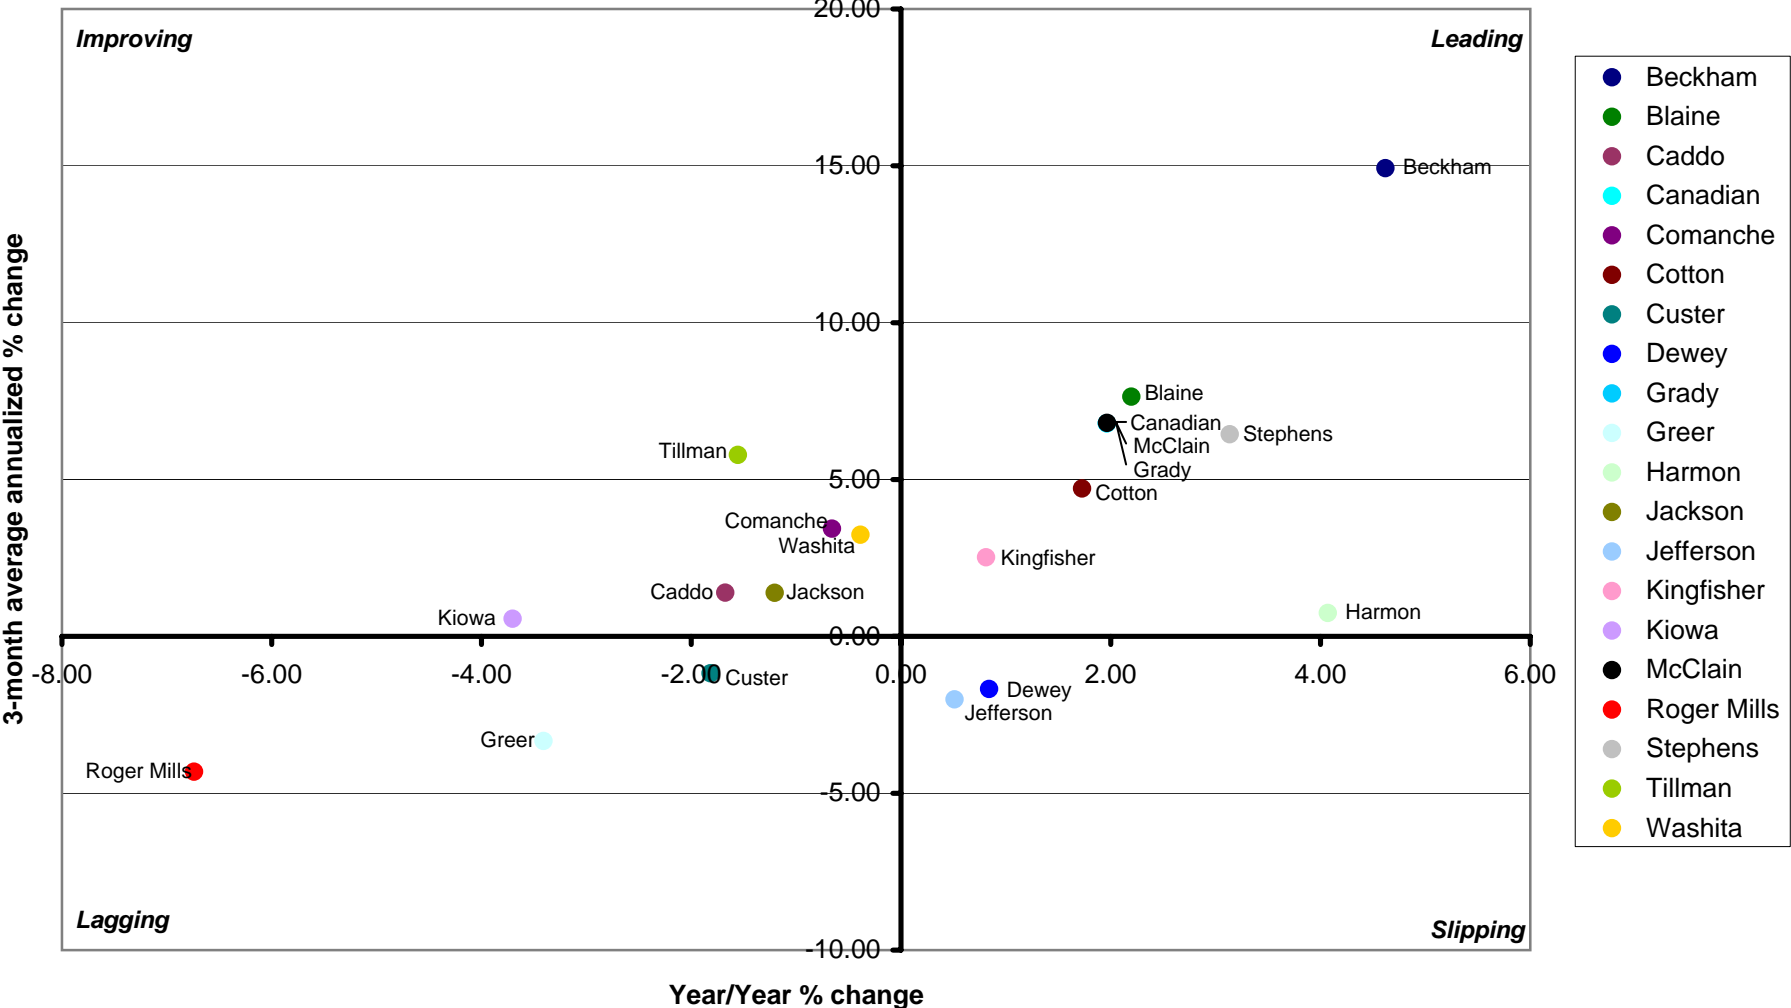 20.00
Improving
Leading
Beckham
Blaine
Caddo
Canadian
Comanche
Cotton
Custer
Dewey
Grady
Greer
Harmon
Jackson
Jefferson
Kingfisher
Kiowa
McClain
Roger Mills
Stephens
Tillman
Washita
15.00
Beckham
3-month average annualized % change
10.00
Blaine
Canadian
McClain
Grady
Stephens
Tillman
5.00
Cotton
Comanche
Washita
Kingfisher
Caddo
Jackson
Kiowa
Harmon
0.00
-8.00 -6.00 -4.00 -2.00 0.00 2.00 4.00 6.00
Custer
Dewey
Jefferson
Greer
Roger Mills
-5.00
Lagging
Slipping
-10.00
Year/Year % change